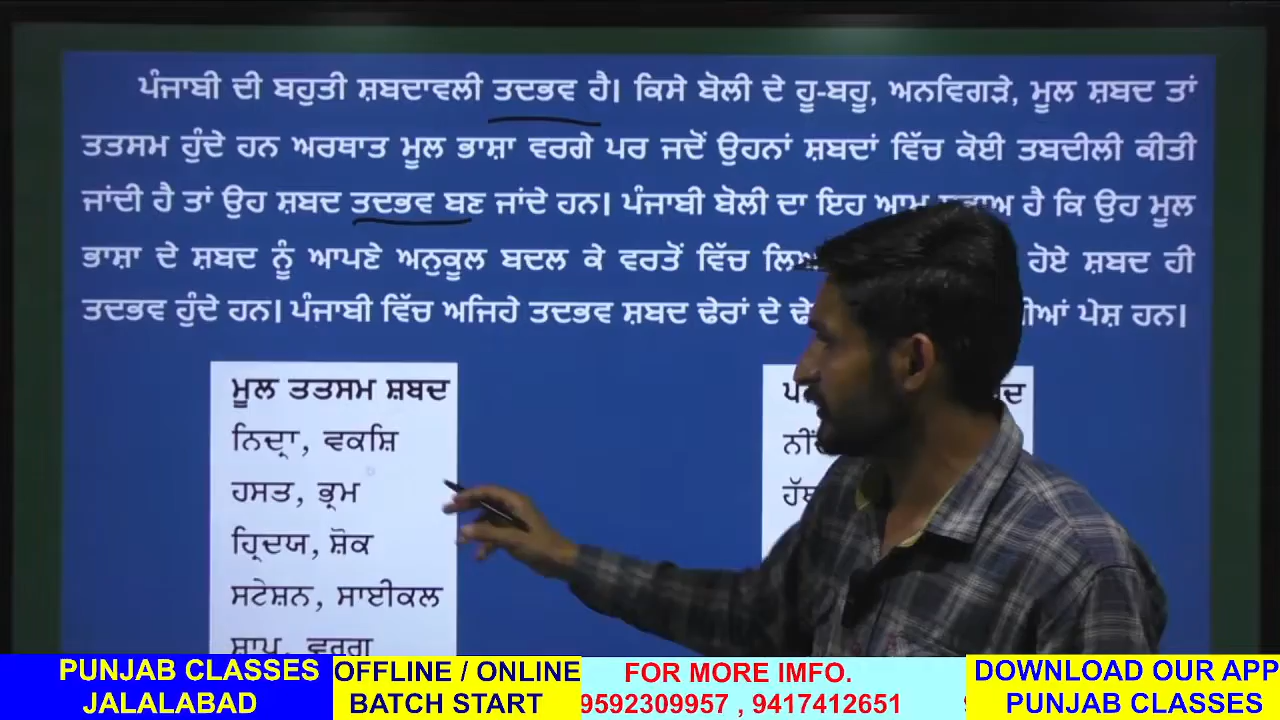 ਪੰਜਾਬੀ ਦੀ ਬਹੁਤੀ ਸ਼ਬਦਾਵਲੀ ਤਦਭਵ ਹੈ। ਕਿਸੇ ਬੋਲੀ ਦੇ ਹੂ-ਬਹੂ, ਅਨਵਿਗੜੇ, ਮੂਲ ਸ਼ਬਦ ਤਾਂ
ਤਤਸਮ ਹੁੰਦੇ ਹਨ ਅਰਥਾਤ ਮੂਲ ਭਾਸ਼ਾ ਵਰਗੇ ਪਰ ਜਦੋਂ ਉਹਨਾਂ ਸ਼ਬਦਾਂ ਵਿੱਚ ਕੋਈ ਤਬਦੀਲੀ ਕੀਤੀ
ਜਾਂਦੀ ਹੈ ਤਾਂ ਉਹ ਸ਼ਬਦ ਤਦਭਵ ਬਣ ਜਾਂਦੇ ਹਨ। ਪੰਜਾਬੀ ਬੋਲੀ ਦਾ ਇਹ ਆਮ ਹੈ ਕਿ ਉਹ ਮੂਲ
ਭਾਸ਼ਾ ਦੇ ਸ਼ਬਦ ਨੂੰ ਆਪਣੇ ਅਨੁਕੂਲ ਬਦਲ ਕੇ ਵਰਤੋਂ ਵਿੱਚ ਹੋਏ ਸ਼ਬਦ ਹੀ
ਤਦਭਵ ਹੁੰਦੇ ਹਨ। ਪੰਜਾਬੀ ਵਿੱਚ ਅਜਿਹੇ ਤਦਭਵ ਸ਼ਬਦ ਢੇਰਾਂ ਦੇ ਪੇਸ਼ ਹਨ।
ਮੂਲ ਤਤਸਮ ਸ਼ਬਦ
ਨਿਦ੍ਰਾ, ਵਕਸ਼ਿ
ਹਸਤ, ਭ੍ਰਮ
ਹ੍ਰਿਦਯ, ਸ਼ੋਕ
ਸਟੇਸ਼ਨ, ਸਾਈਕਲ
ਸ਼ਾਪ, ਵਰਗ
PUNJAB CLASSES
JALALABAD
OFFLINE / ONLINE
BATCH START
FOR MORE IMFO.
9592309957 , 9417412651
DOWNLOAD OUR APP
PUNJAB CLASSES